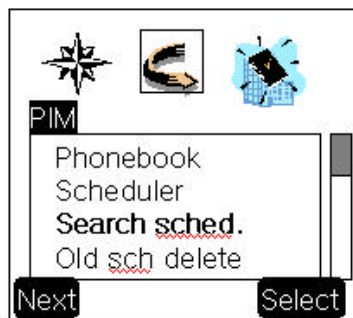 PIM
Phonebook
Scheduler
Search sched.
Old sch delete
Next Select